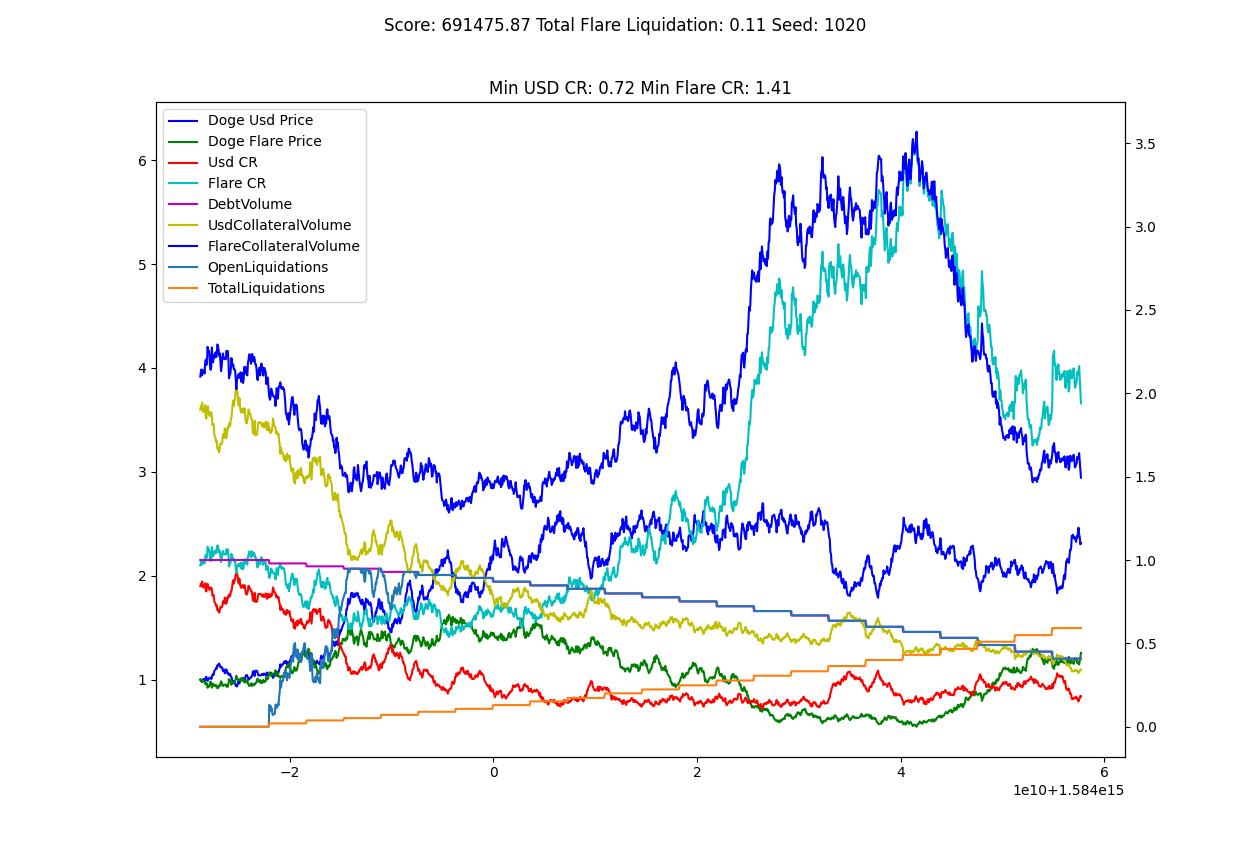 Score: 691475.87 Total Flare Liquidation: 0.11 Seed: 1020
Min USD CR: 0.72 Min Flare CR: 1.41
Doge Usd Price
Doge Flare Price
Usd CR
Flare CR
DebtVolume
UsdCollateralVolume
FlareCollateralVolume
OpenLiquidations
TotalLiquidations
6
5
4
3
2
1
3.5
3.0
2.5
2.0
1.5
1.0
0.5
0.0
−2
0
2
4
6
1e10+1.584e15